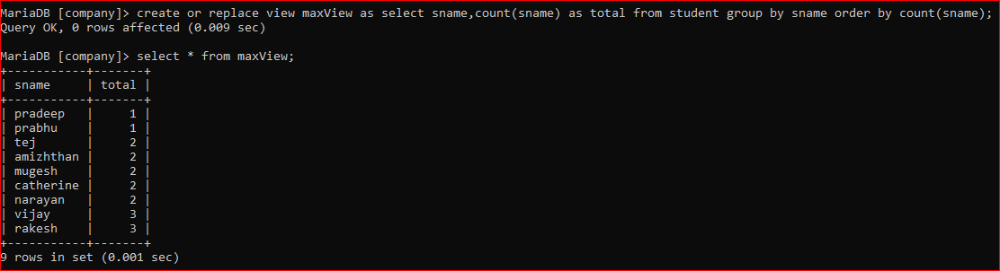 MariaDB [company]> create or replace view maxView as select sname,count(sname) as total from student group by sname order by count(sname);
Query OK, 0 rows affected (0.009 sec)
MariaDB [company]> select * from maxView;
+-----------+-------+
| sname     | total |
+-----------+-------+
| pradeep   |     1 |
| prabhu    |     1 |
| tej       |     2 |
| amizhthan |     2 |
| mugesh    |     2 |
| catherine |     2 |
| narayan   |     2 |
| vijay     |     3 |
| rakesh    |     3 |
+-----------+-------+
9 rows in set (0.001 sec)